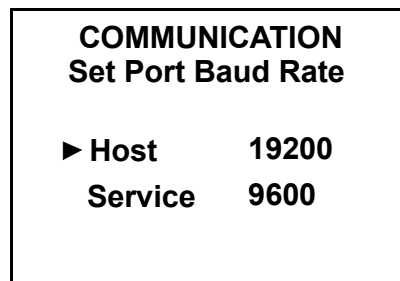 COMMUNICATION
Set Port Baud Rate
► Host 19200
Service 9600